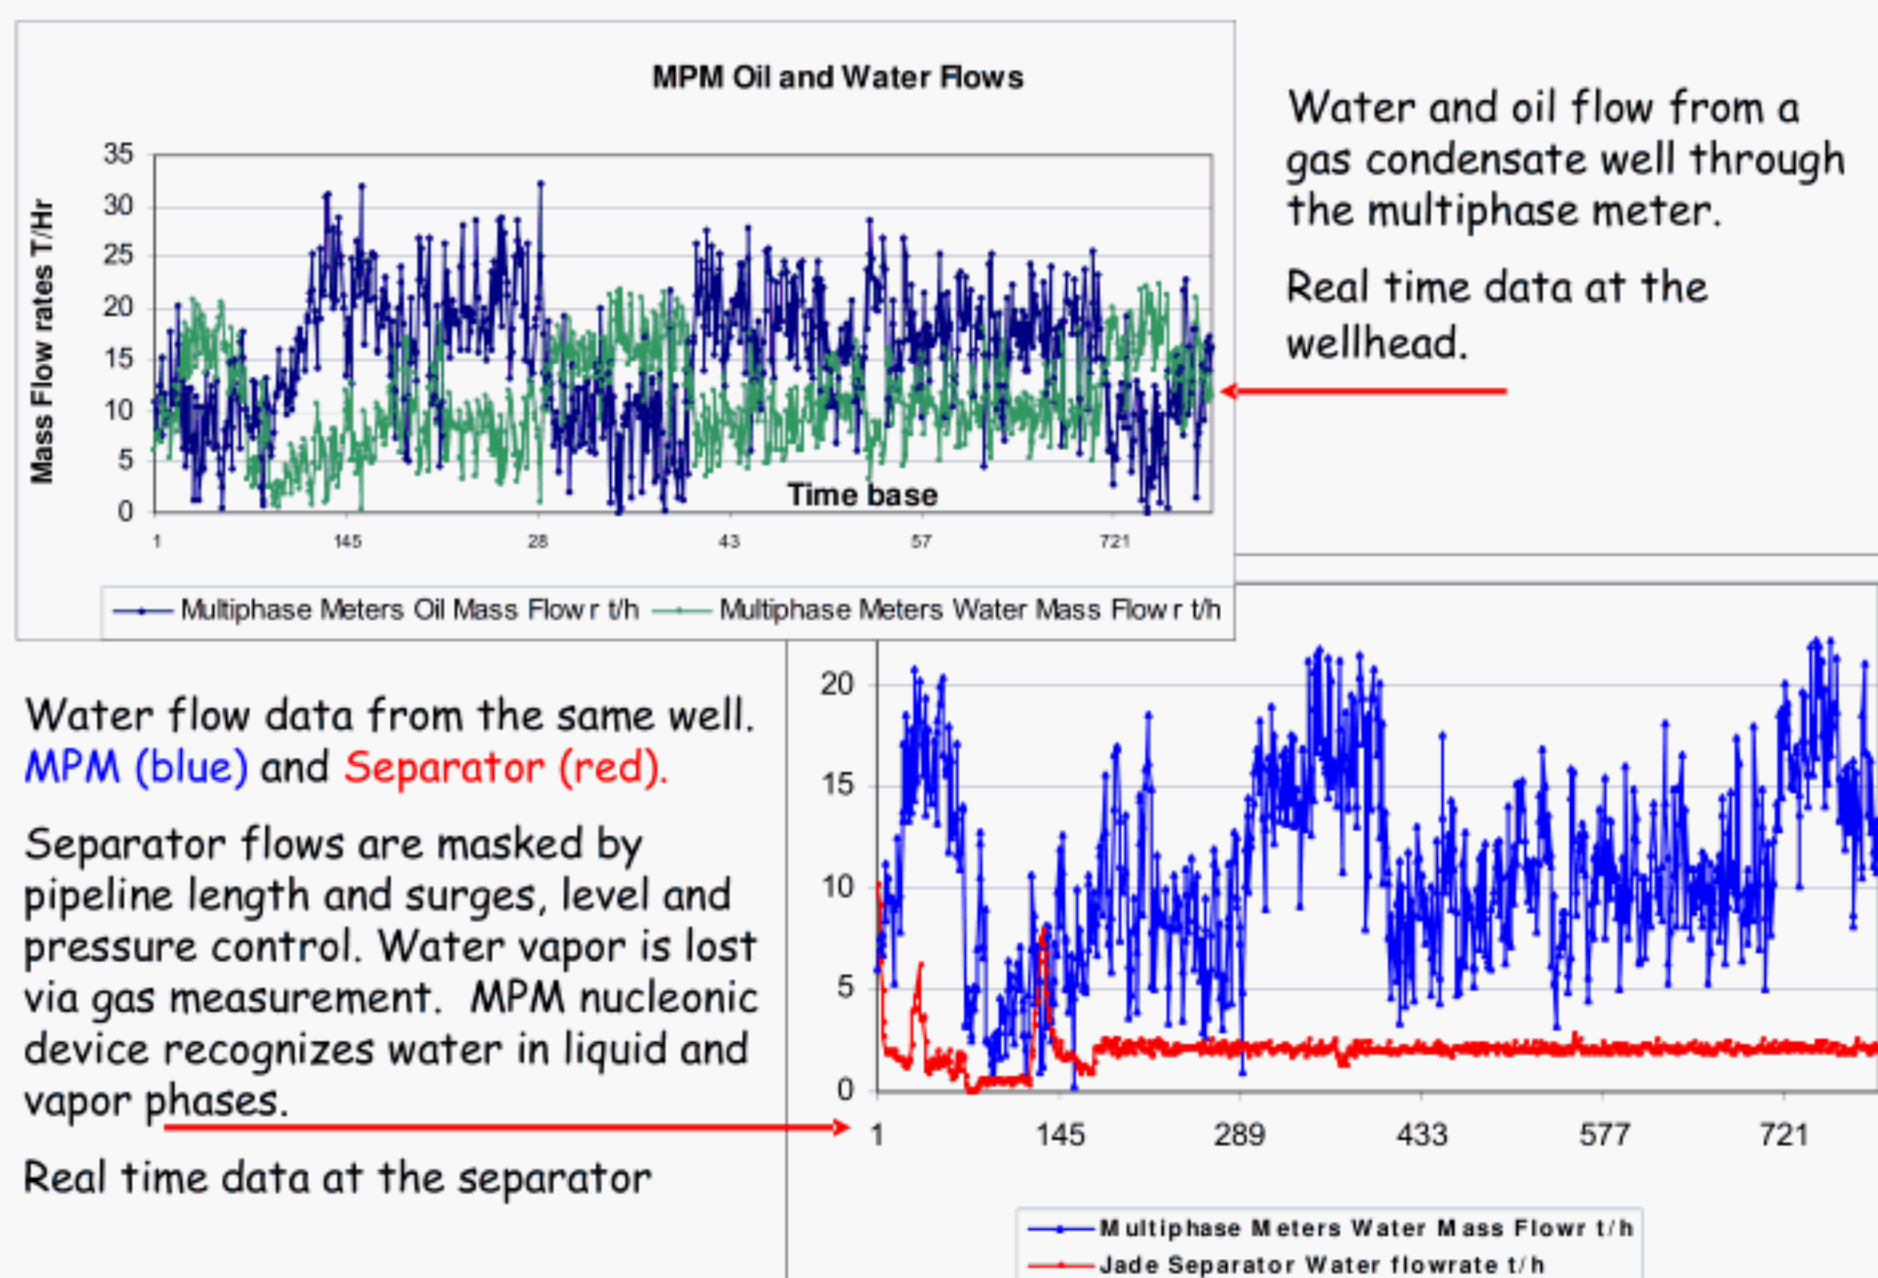 MPM Oil and Water Flows
Mass Flow rates T/Hr
35
30
25
20
15
10
5
0
Time base
1 145 28 43 57 721
Multiphase Meters Oil Mass Flow r t/h Multiphase Meters Water Mass Flow r t/h
Water and oil flow from a
gas condensate well through
the multiphase meter.
Real time data at the
wellhead.
Water flow data from the same well.
MPM (blue) and Separator (red).
Separator flows are masked by
pipeline length and surges, level and
pressure control. Water vapor is lost
via gas measurement. MPM nucleonic
device recognizes water in liquid and
vapor phases.
Real time data at the separator
20
15
10
5
0
1 145 289 433 577 721
Multiphase Meters Water Mass Flowr t/h
Jade Separator Water flowrate t/h